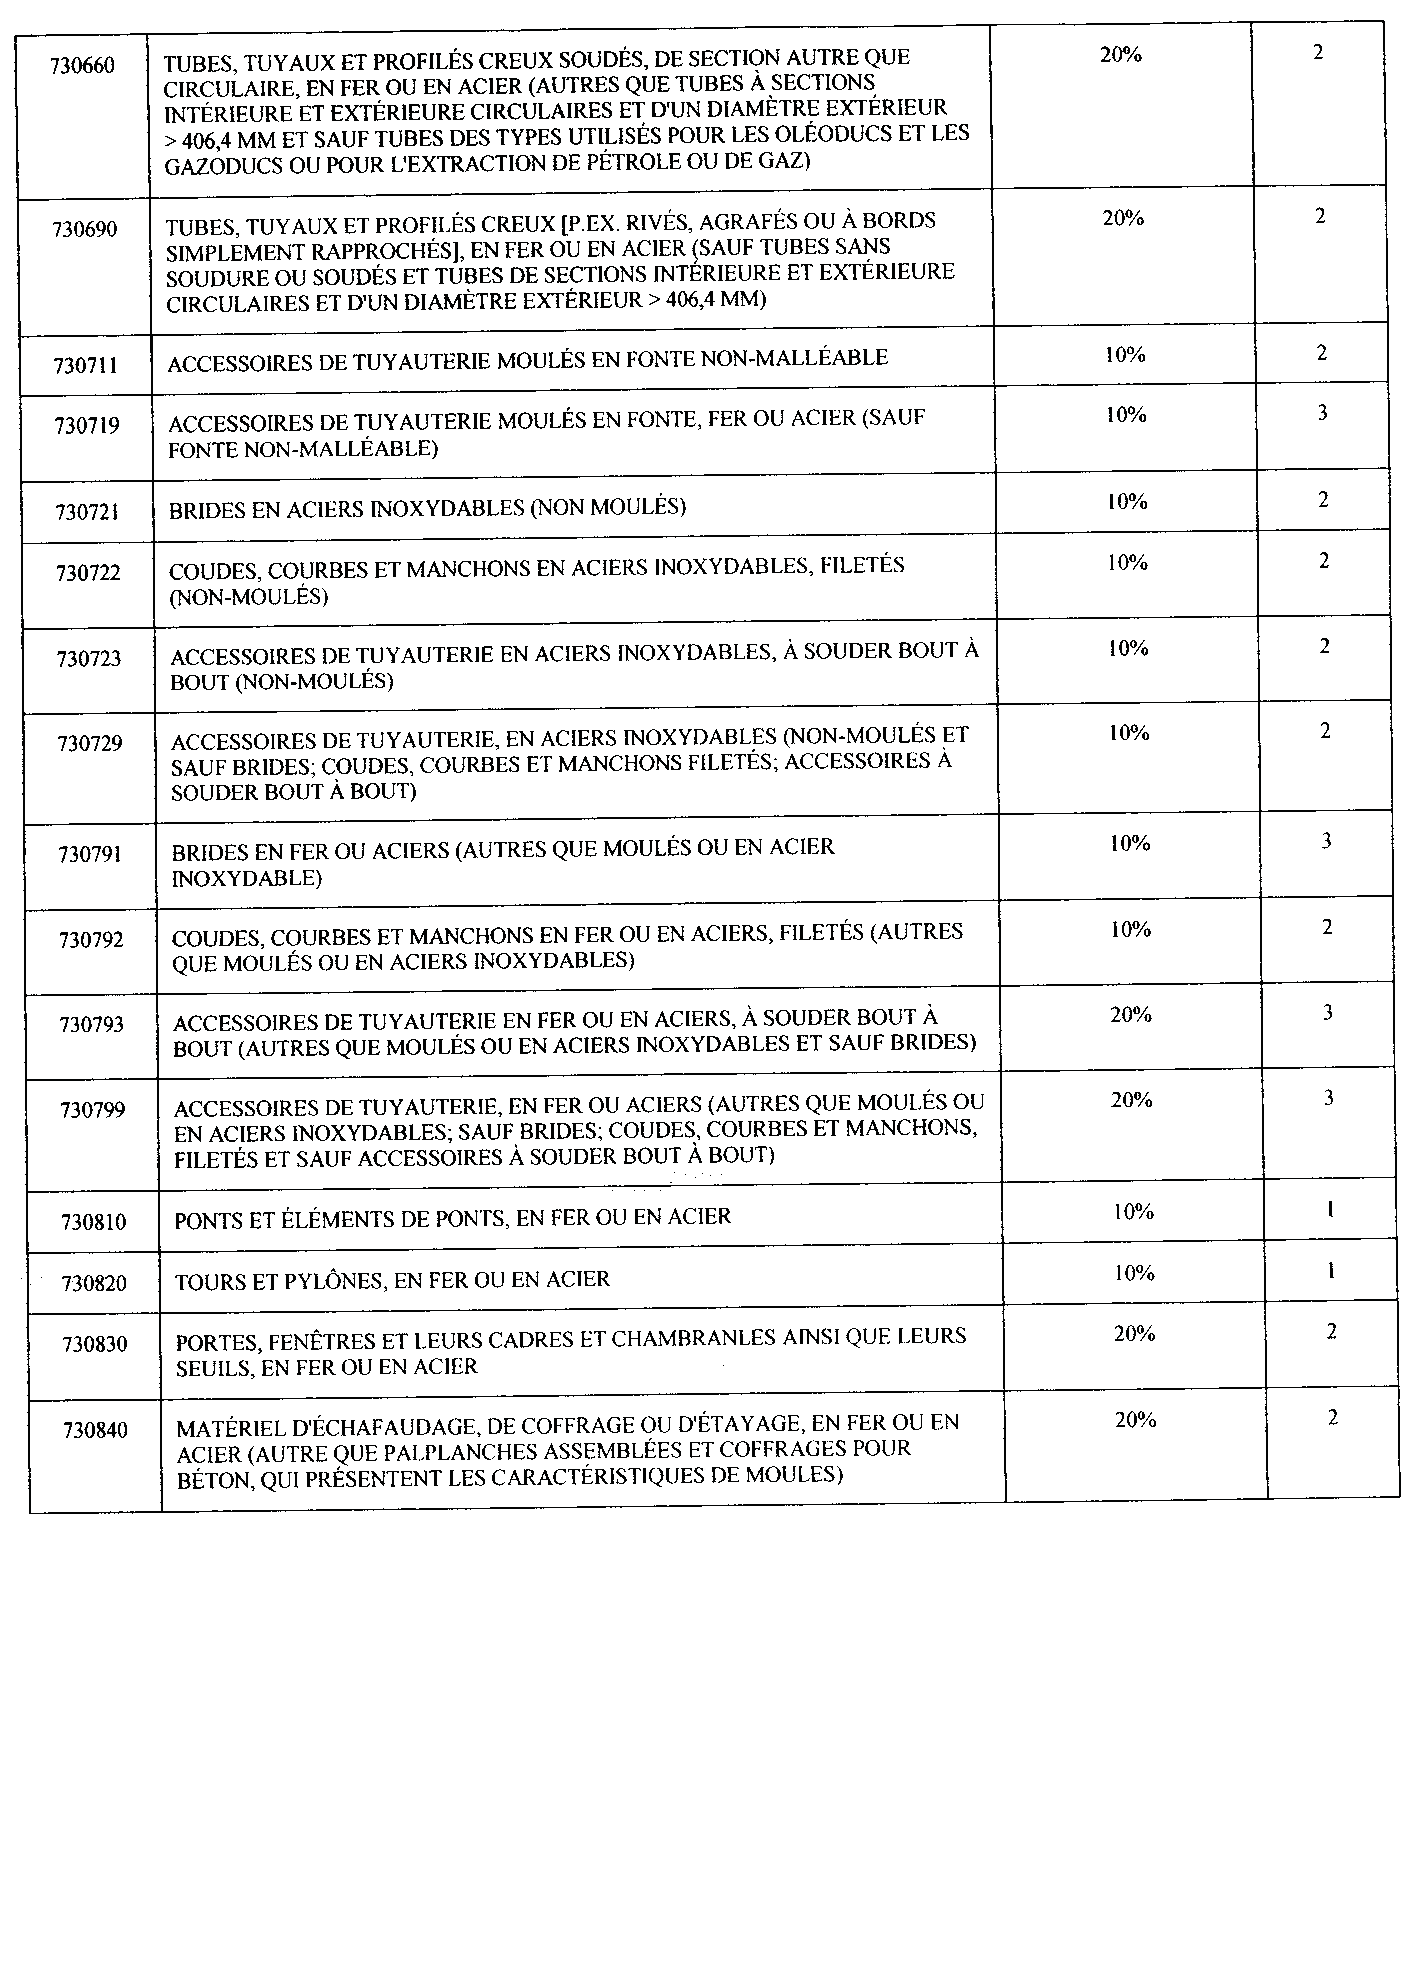 730660 TUBES, TUYAUX ET PROFILÉS CREUX SOUDÉS, DE SECTION AUTRE QUE 20% 2
CIRCULAIRE, EN FER OU EN ACIER (AUTRES QUE TUBES À SECTIONS
INTÉRIEURE ET EXTÉRIEURE CIRCULAIRES ET D'UN DIAMÈTRE EXTÉRIEUR
> 406,4 MM ET SAUF TUBES DES TYPES UTILISÉS POUR LES OLÉODUCS ET LES
GAZODUCS OU POUR L'EXTRACTION DE PÉTROLE OU DE GAZ)
730690 TUBES, TUYAUX ET PROFILÉS CREUX [P.EX. RIVÉS, AGRAFÉS OU À BORDS 20% 2
SIMPLEMENT RAPPROCHÉS], EN FER OU EN ACIER (SAUF TUBES SANS
SOUDURE OU SOUDÉS ET TUBES DE SECTIONS INTÉRIEURE ET EXTÉRIEURE
CIRCULAIRES ET D'UN DIAMÈTRE EXTÉRIEUR > 406,4 MM)
730711 ACCESSOIRES DE TUYAUTERIE MOULÉS EN FONTE NON-MALLÉABLE 10% 2
730719 ACCESSOIRES DE TUYAUTERIE MOULÉS EN FONTE, FER OU ACIER (SAUF 10% 3
FONTE NON-MALLÉABLE)
730721 BRIDES EN ACIERS INOXYDABLES (NON MOULÉS) 10% 2
730722 COUDES, COURBES ET MANCHONS EN ACIERS INOXYDABLES, FILETÉS 10% 2
(NON-MOULÉS)
730723 ACCESSOIRES DE TUYAUTERIE EN ACIERS INOXYDABLES, À SOUDER BOUT À 10% 2
BOUT (NON-MOULÉS)
730729 ACCESSOIRES DE TUYAUTERIE, EN ACIERS INOXYDABLES (NON-MOULÉS ET 10% 2
SAUF BRIDES; COUDES, COURBES ET MANCHONS FILETÉS; ACCESSOIRES À
SOUDER BOUT À BOUT)
730791 BRIDES EN FER OU ACIERS (AUTRES QUE MOULÉS OU EN ACIER 10% 3
INOXYDABLE)
730792 COUDES, COURBES ET MANCHONS EN FER OU EN ACIERS, FILETÉS (AUTRES 10% 2
QUE MOULÉS OU EN ACIERS INOXYDABLES)
730793 ACCESSOIRES DE TUYAUTERIE EN FER OU EN ACIERS, À SOUDER BOUT À 20% 3
BOUT (AUTRES QUE MOULÉS OU EN ACIERS INOXYDABLES ET SAUF BRIDES)
730799 ACCESSOIRES DE TUYAUTERIE, EN FER OU ACIERS (AUTRES QUE MOULÉS OU 20% 3
EN ACIERS INOXYDABLES; SAUF BRIDES; COUDES, COURBES ET MANCHONS,
FILETÉS ET SAUF ACCESSOIRES À SOUDER BOUT À BOUT)
730810 PONTS ET ÉLÉMENTS DE PONTS, EN FER OU EN ACIER 10% 1
730820 TOURS ET PYLÔNES, EN FER OU EN ACIER 10% 1
730830 PORTES, FENÊTRES ET LEURS CADRES ET CHAMBRANLES AINSI QUE LEURS 20% 2
SEUILS, EN FER OU EN ACIER
730840 MATÉRIEL D'ÉCHAFAUDAGE, DE COFFRAGE OU D'ÉTAYAGE, EN FER OU EN 20% 2
ACIER (AUTRE QUE PALPLANCHES ASSEMBLÉES ET COFFRAGES POUR
BÉTON, QUI PRÉSENTENT LES CARACTÉRISTIQUES DE MOULES)